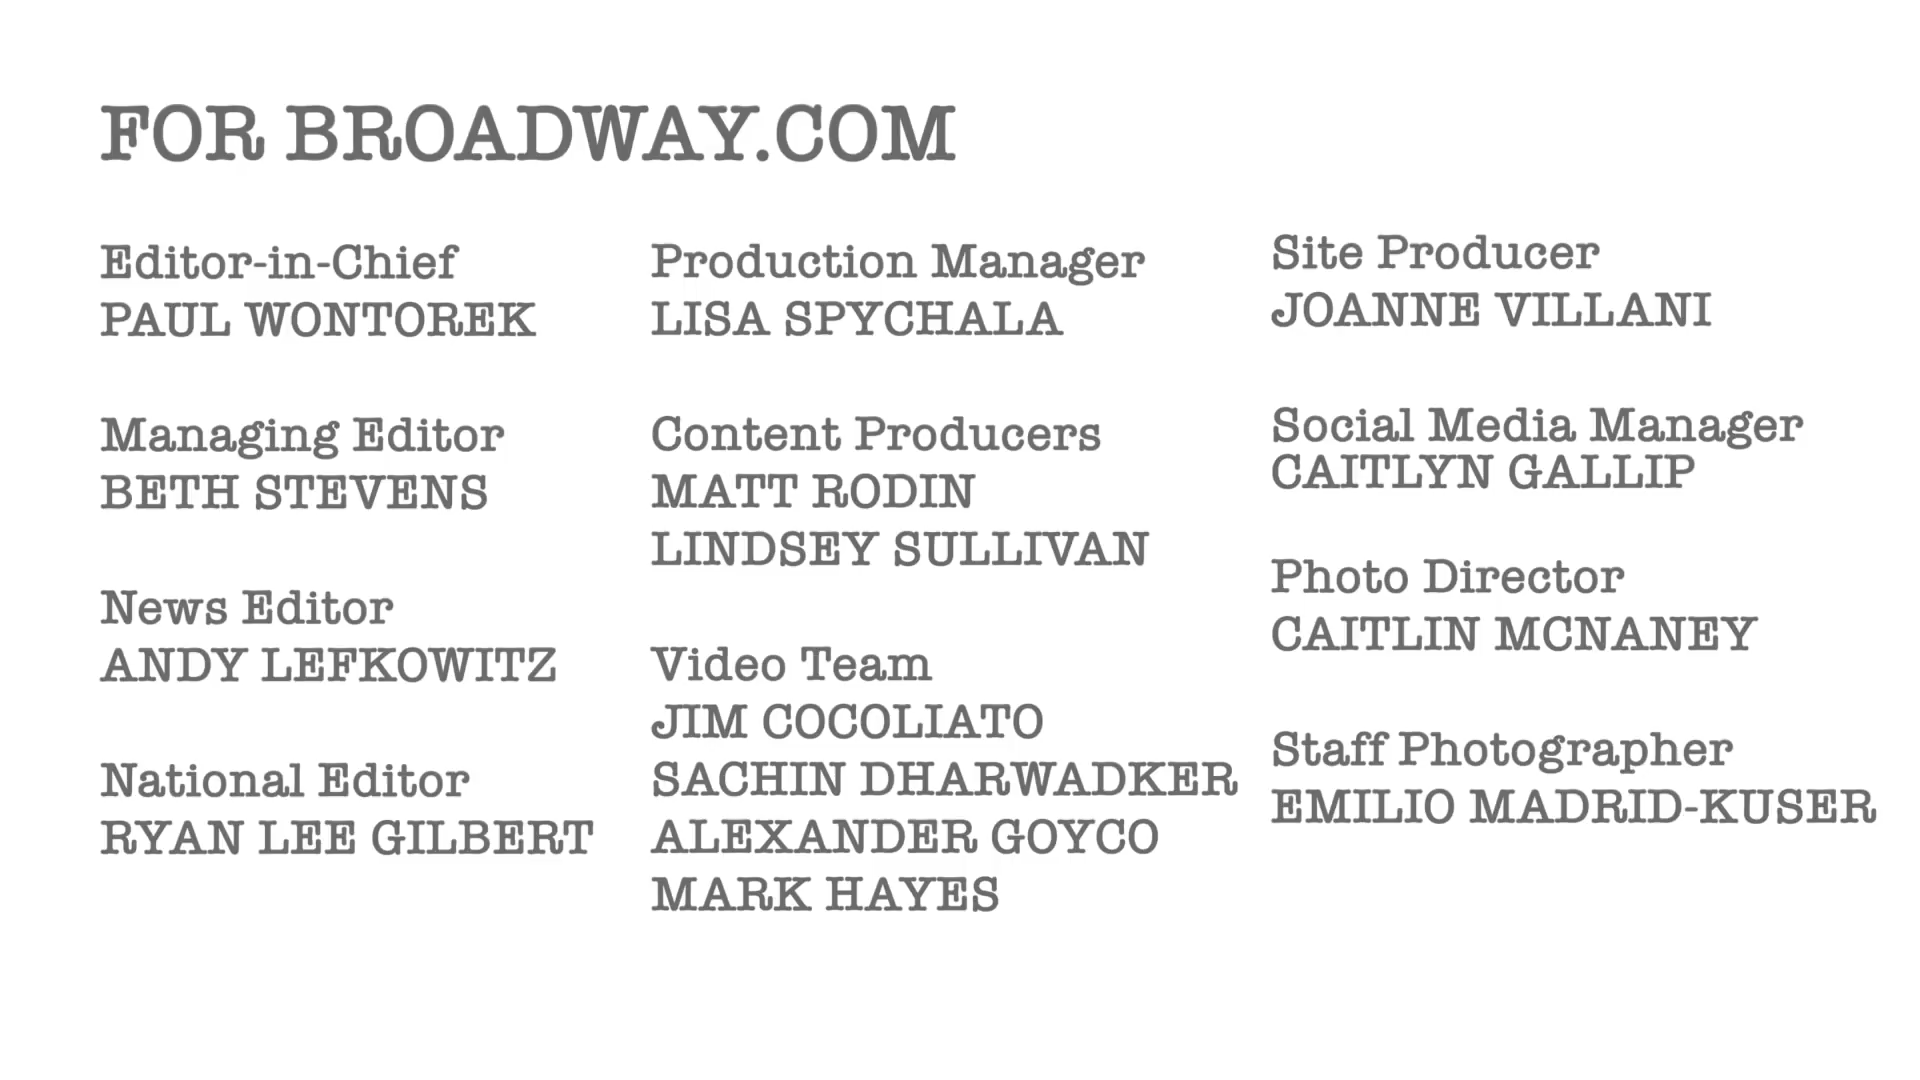 FOR BROADWAY.COM
Editor-in-Chief
PAUL WONTOREK
Managing Editor
BETH STEVENS
News Editor
ANDY LEFKOWITZ
National Editor
RYAN LEE GILBERT
Production Manager
LISA SPYCHALA
Content Producers
MATT RODIN
LINDSEY SULLIVAN
Video Team
JIM COCOLIATO
SACHIN DHARWADKER
ALEXANDER GOYCO
MARK HAYES
Site Producer
JOANNE VILLANI
Social Media Manager
CAITLYN GALLIP
Photo Director
CAITLIN MCNANEY
Staff Photographer
EMILIO MADRID-KUSER